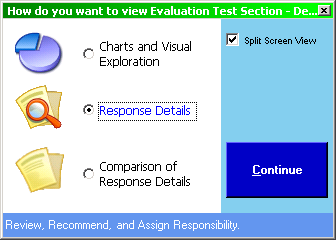 How do you want to view Evaluation Test Section - De...
Charts and Visual
Exploration
Split Screen View
Response Details
Comparison of
Response Details
Continue
Review, Recommend, and Assign Responsibility.